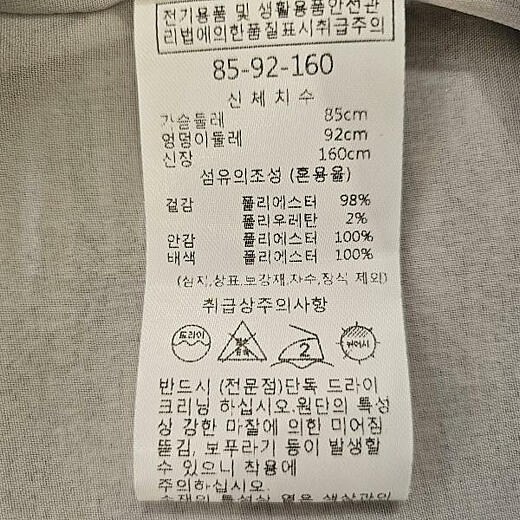 전기용품 및 생활용품안전관
리법에의한품질표시취급주의
85-92-160
신 체 치 수
가슴둘레 85cm
엉덩이둘레 92cm
신장 160cm
섬유의조성 (혼용율)
겉감 폴리에스터 98%
폴리우레탄 2%
안감 폴리에스터 100%
배색 폴리에스터 100%
(심지,상표,보강재,자수,장식 제외)
취급상주의사항
드라이
2
뉘어서
반드시 (전문점)단독 드라이
크리닝 하십시오.원단의 특성
상 강한 마찰에 의한 미어짐
뜯김, 보푸라기 등이 발생할
수 있으니 착용에
주의하십시오.